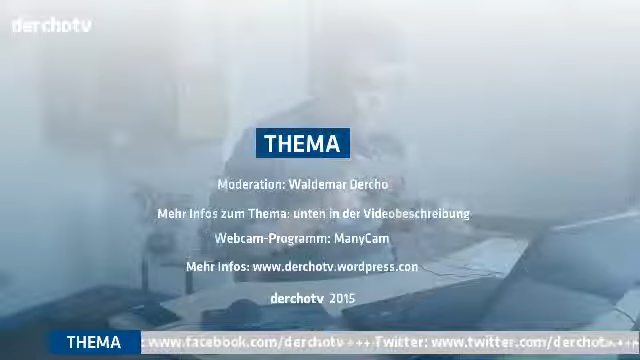 derchotv
THEMA
Moderation: Waldemar Dercho
Mehr Infos zum Thema: unten in der Videobeschreibung
Webcam-Programm: ManyCam
Mehr Infos: www.derchotv.wordpress.con
derchotv 2015
THEMA : www.facebook.com/derchotv +++ Twitter: www.twitter.com/derchotv ++